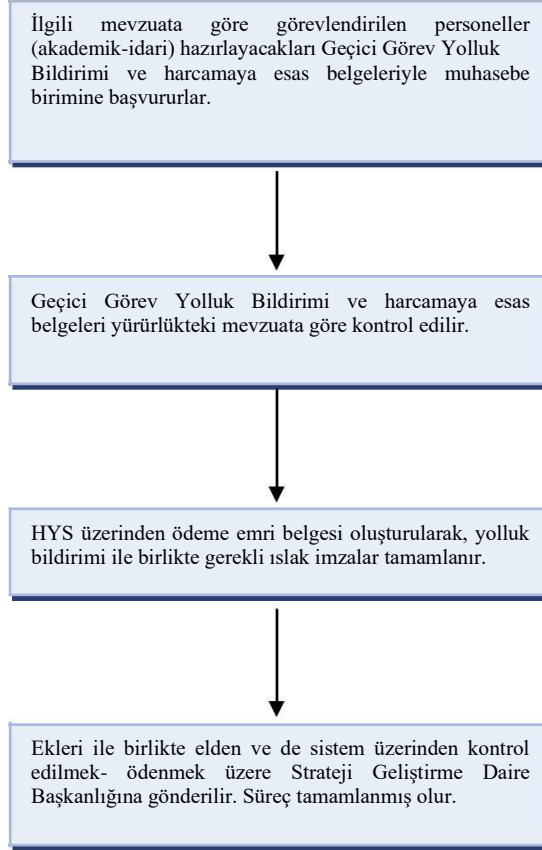 İlgili mevzuata göre görevlendirilen personeller
(akademik-idari) hazırlayacakları Geçici Görev Yolluk
Bildirimi ve harcamaya esas belgeleriyle muhasebe
birimine başvururlar.
Geçici Görev Yolluk Bildirimi ve harcamaya esas
belgeleri yürürlükteki mevzuata göre kontrol edilir.
HYS üzerinden ödeme emri belgesi oluşturularak, yolluk
bildirimi ile birlikte gerekli ıslak imzalar tamamlanır.
Ekleri ile birlikte elden ve de sistem üzerinden kontrol
edilmek- ödenmek üzere Strateji Geliştirme Daire
Başkanlığına gönderilir. Süreç tamamlanmış olur.